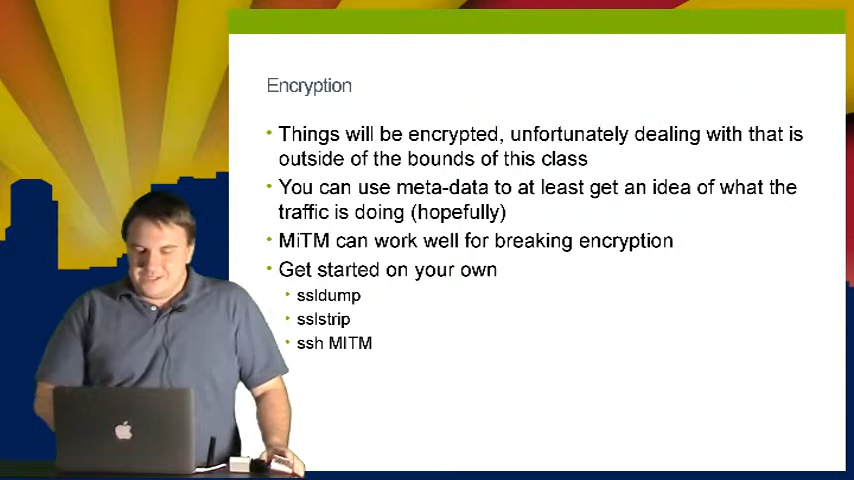 Encryption
• Things will be encrypted, unfortunately dealing with that is
outside of the bounds of this class
• You can use meta-data to at least get an idea of what the
traffic is doing (hopefully)
• MiTM can work well for breaking encryption
• Get started on your own
• ssldump
• sslstrip
• ssh MITM